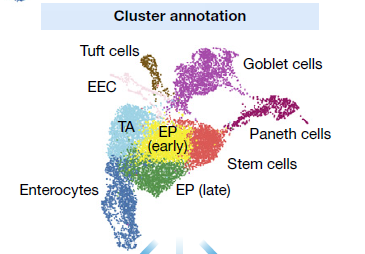 Cluster annotation
Tuft cells
Goblet cells
EEC
TA
EP
(early)
Paneth cells
Stem cells
Enterocytes
EP (late)